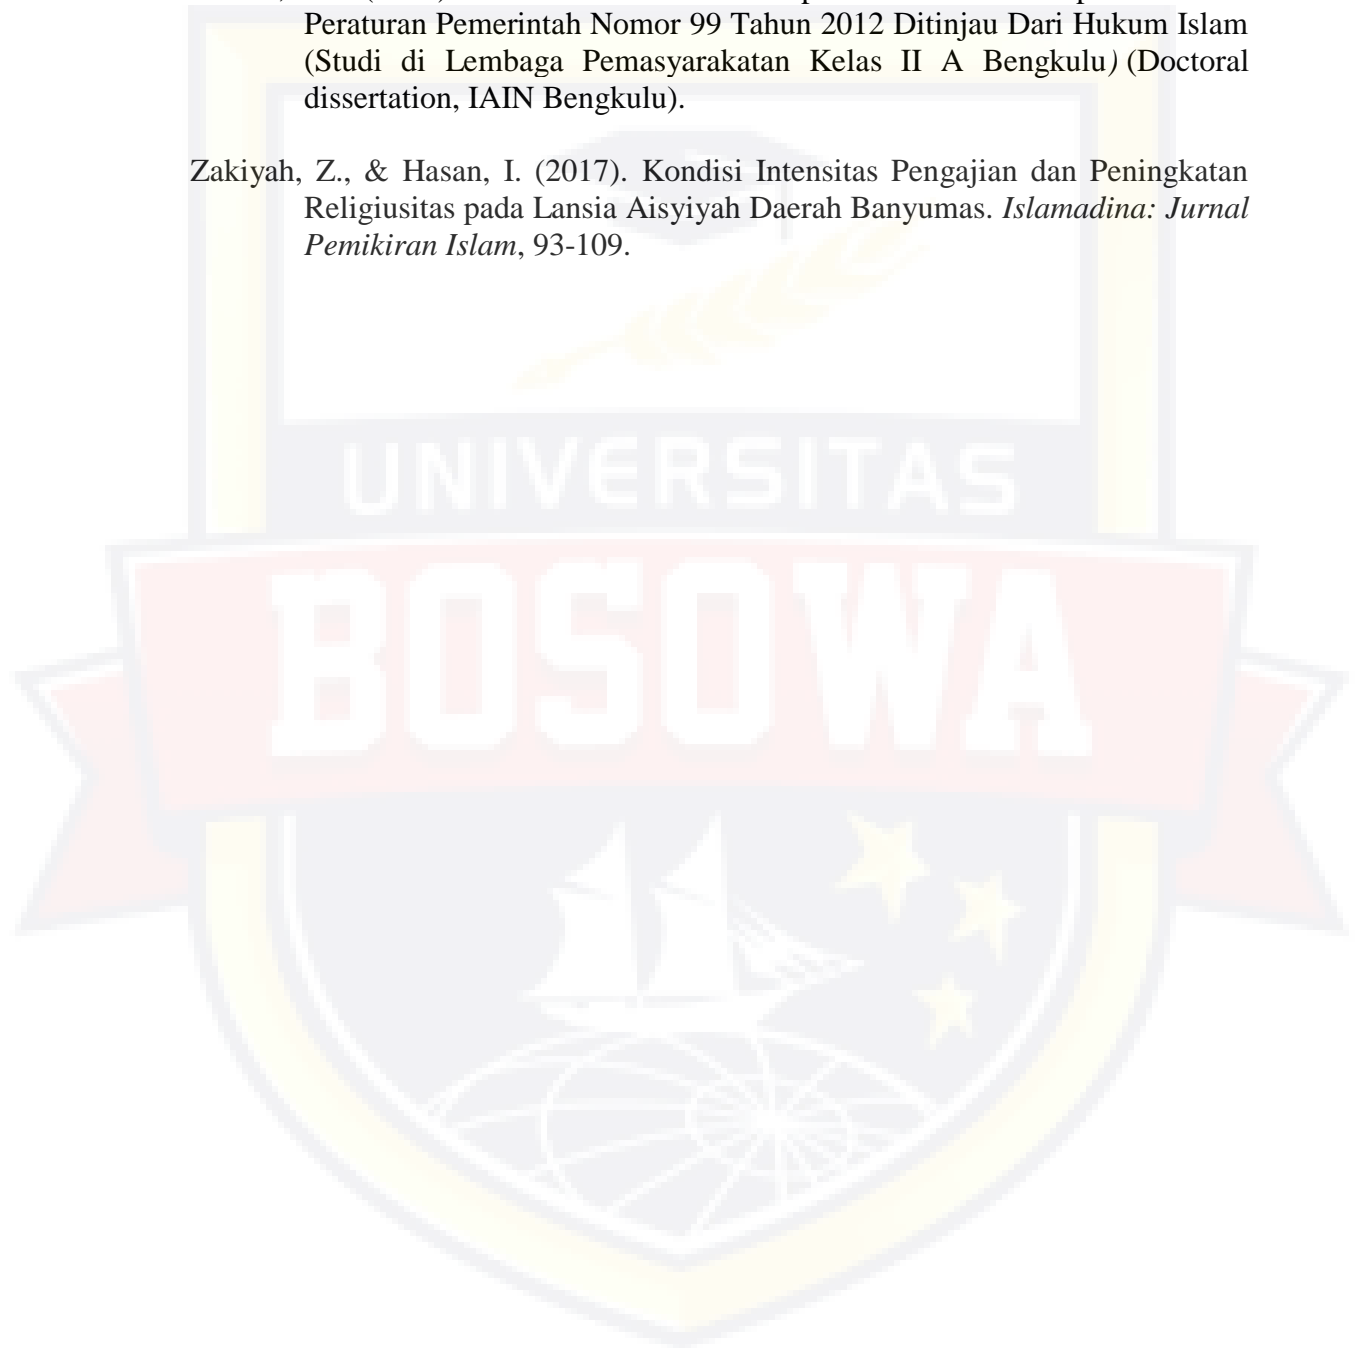 Peraturan Pemerintah Nomor 99 Tahun 2012 Ditinjau Dari Hukum Islam
(Studi di Lembaga Pemasyarakatan Kelas II A Bengkulu) (Doctoral
dissertation, IAIN Bengkulu).
Zakiyah, Z., & Hasan, I. (2017). Kondisi Intensitas Pengajian dan Peningkatan
Religiusitas pada Lansia Aisyiyah Daerah Banyumas. Islamadina: Jurnal
Pemikiran Islam, 93-109.
UNIVERSITAS
BOSOWA